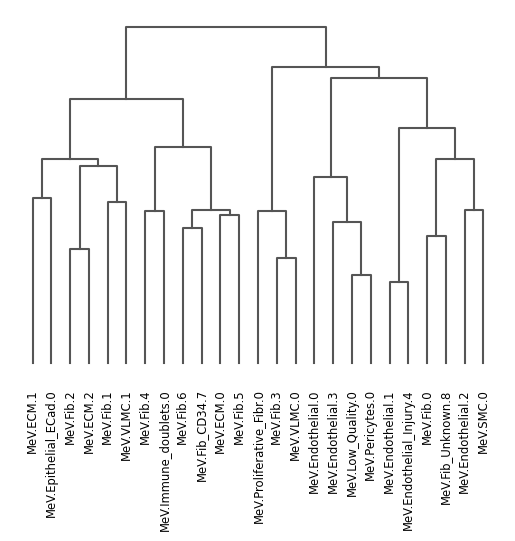 MeV.ECM.1
MeV.Epithelial_ECad.0
MeV.Fib.2
MeV.ECM.2
MeV.Fib.1
MeV.VLMC.1
MeV.Fib.4
MeV.Immune_doublets.0
MeV.Fib.6
MeV.Fib_CD34.7
MeV.ECM.0
MeV.Fib.5
MeV.Proliferative_Fibr.0
MeV.Fib.3
MeV.VLMC.0
MeV.Endothelial.0
MeV.Endothelial.3
MeV.Low_Quality.0
MeV.Pericytes.0
MeV.Endothelial.1
MeV.Endothelial_Injury.4
MeV.Fib.0
MeV.Fib_Unknown.8
MeV.Endothelial.2
MeV.SMC.0